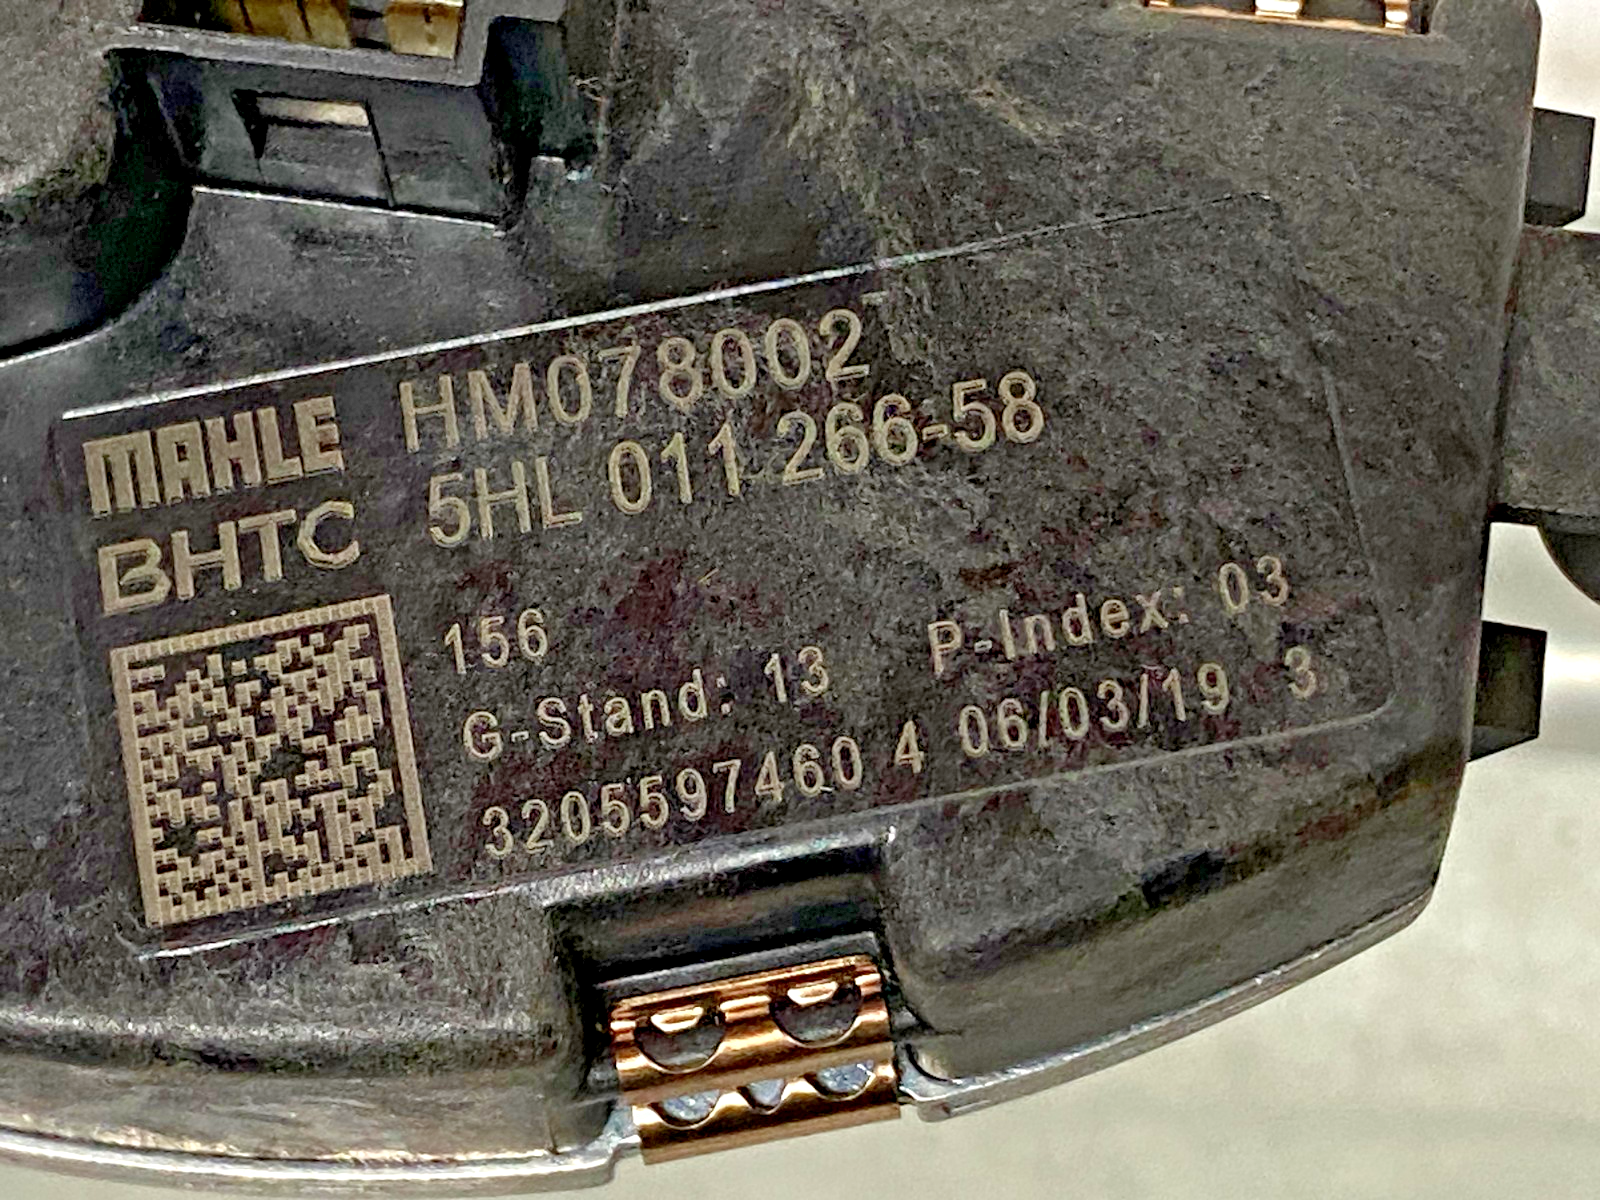 MAHLE HM078002
BHTC 5HL 011 266-58
156
G-Stand: 13 P-Index: 03
3205597460 4 06/03/19 3